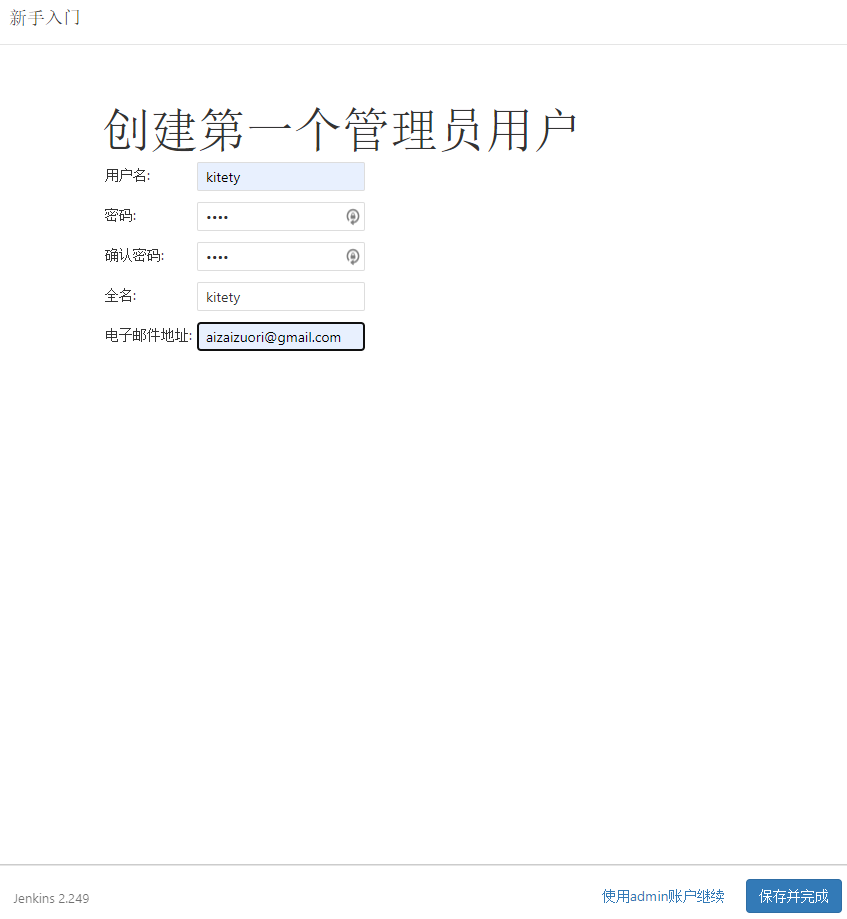 新手入门
创建第一个管理员用户
用户名: kitety
密码: ••••
确认密码: ••••
全名: kitety
电子邮件地址: aizaizuori@gmail.com
Jenkins 2.249 使用admin账户继续 保存并完成